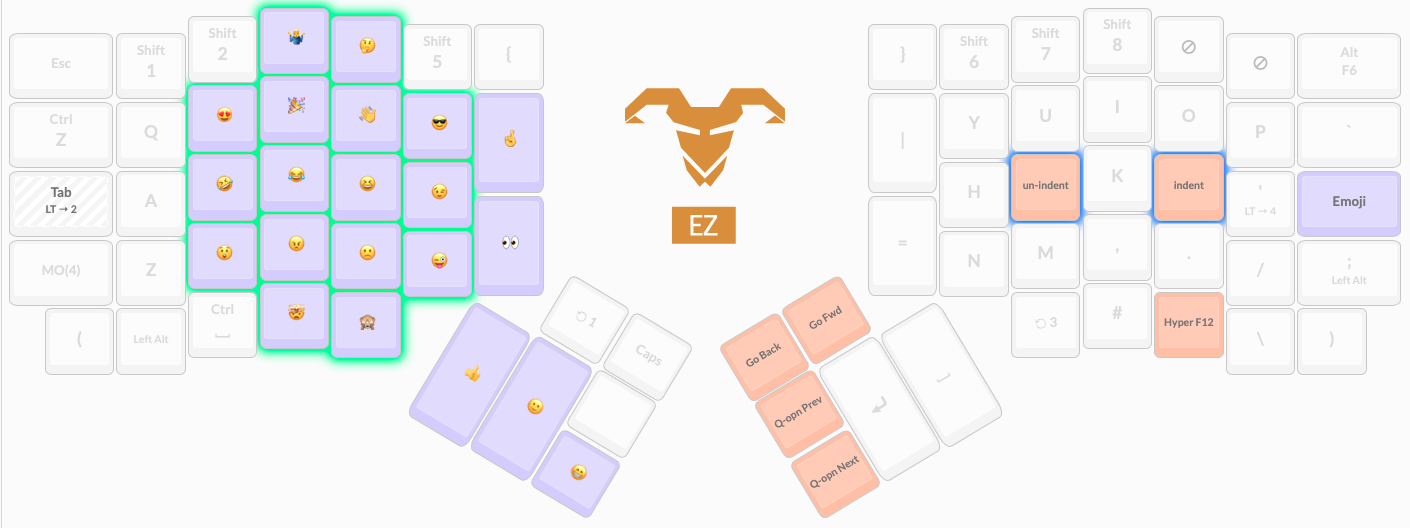 Esc
Shift
1
Shift
2
🤷‍♂️
🤔
Shift
5
{
Ctrl
Z
Q
😍
🎉
👋
😎
🤞
Tab
LT → 2
A
🤣
😂
😆
😉
MO(4)
Z
😲
😠
🙁
😜
👀
(
Left Alt
Ctrl
🤯
🙈
1
Caps
👍
🙂
😁
EZ
}
Shift
6
Shift
7
Shift
8
Alt
F6
|
Y
U
I
O
P
`
H
un-indent
K
indent
'
LT → 4
Emoji
=
N
M
,
.
/
;
Left Alt
3
#
Hyper F12
\
)
Go Fwd
Go Back
Q-opn Prev
Q-opn Next